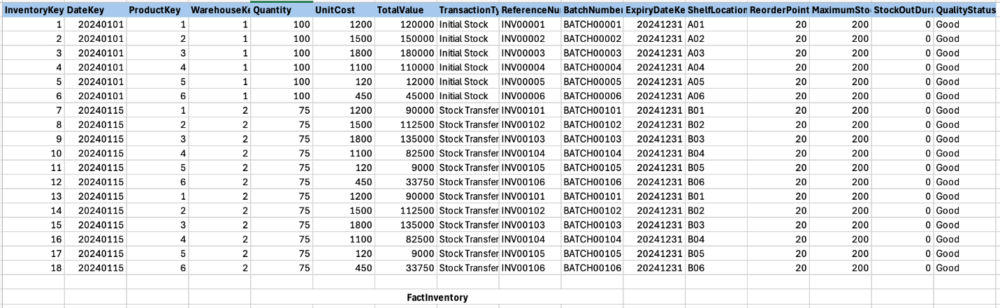 InventoryKey DateKey ProductKey WarehouseKe Quantity UnitCost TotalValue TransactionTy ReferenceNu BatchNumber ExpiryDateKe ShelfLocation ReorderPoint MaximumSto StockOutDura QualityStatus
1 20240101 1 1 100 1200 120000 Initial Stock INV00001 BATCH00001 20241231 A01 20 200 0 Good
2 20240101 2 1 100 1500 150000 Initial Stock INV00002 BATCH00002 20241231 A02 20 200 0 Good
3 20240101 3 1 100 1800 180000 Initial Stock INV00003 BATCH00003 20241231 A03 20 200 0 Good
4 20240101 4 1 100 1100 110000 Initial Stock INV00004 BATCH00004 20241231 A04 20 200 0 Good
5 20240101 5 1 100 120 12000 Initial Stock INV00005 BATCH00005 20241231 A05 20 200 0 Good
6 20240101 6 1 100 450 45000 Initial Stock INV00006 BATCH00006 20241231 A06 20 200 0 Good
7 20240115 1 2 75 1200 90000 Stock Transfer INV00101 BATCH00101 20241231 B01 20 200 0 Good
8 20240115 2 2 75 1500 112500 Stock Transfer INV00102 BATCH00102 20241231 B02 20 200 0 Good
9 20240115 3 2 75 1800 135000 Stock Transfer INV00103 BATCH00103 20241231 B03 20 200 0 Good
10 20240115 4 2 75 1100 82500 Stock Transfer INV00104 BATCH00104 20241231 B04 20 200 0 Good
11 20240115 5 2 75 120 9000 Stock Transfer INV00105 BATCH00105 20241231 B05 20 200 0 Good
12 20240115 6 2 75 450 33750 Stock Transfer INV00106 BATCH00106 20241231 B06 20 200 0 Good
13 20240115 1 2 75 1200 90000 Stock Transfer INV00101 BATCH00101 20241231 B01 20 200 0 Good
14 20240115 2 2 75 1500 112500 Stock Transfer INV00102 BATCH00102 20241231 B02 20 200 0 Good
15 20240115 3 2 75 1800 135000 Stock Transfer INV00103 BATCH00103 20241231 B03 20 200 0 Good
16 20240115 4 2 75 1100 82500 Stock Transfer INV00104 BATCH00104 20241231 B04 20 200 0 Good
17 20240115 5 2 75 120 9000 Stock Transfer INV00105 BATCH00105 20241231 B05 20 200 0 Good
18 20240115 6 2 75 450 33750 Stock Transfer INV00106 BATCH00106 20241231 B06 20 200 0 Good
FactInventory